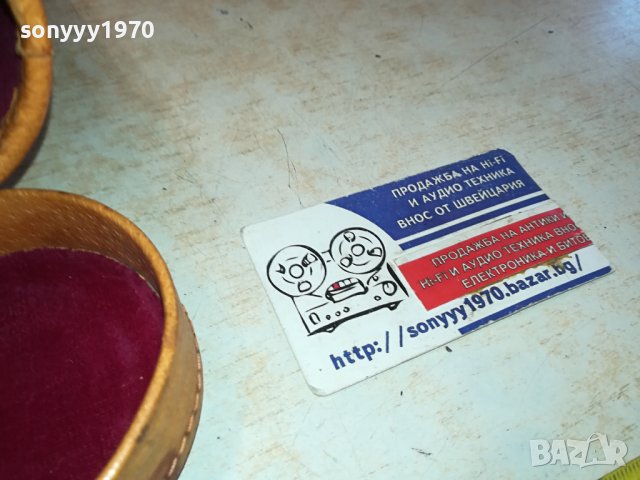 sonyyy1970
ПРОДАЖБА НА Hi-Fi
И АУДИО ТЕХНИКА
ВНОС ОТ ШВЕЙЦАРИЯ
ПРОДАЖБА НА АНТИКИ
Hi-Fi И АУДИО ТЕХНИКА ВНО
ЕЛЕКТРОНИКА И БИТОВ
http://sonyyy1970.bazar.bg/
BAZAR